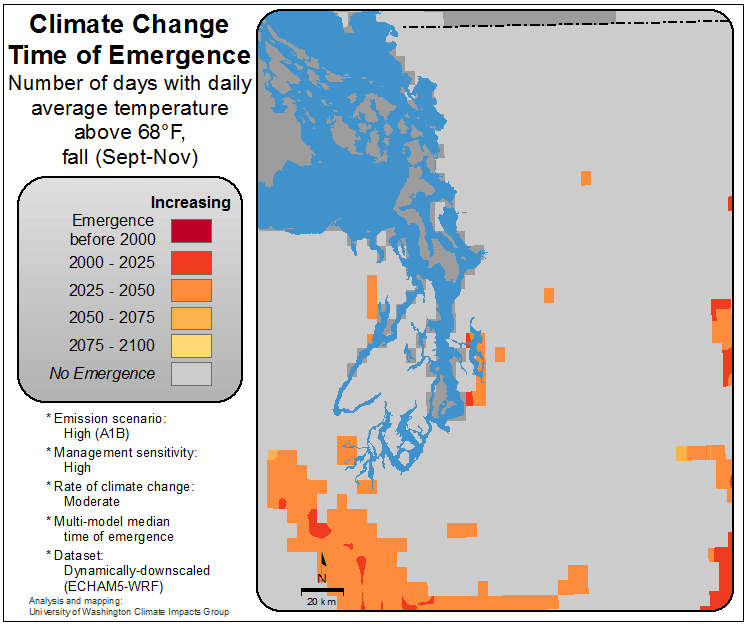 Climate Change
Time of Emergence
Number of days with daily
average temperature
above 68°F,
fall (Sept-Nov)
Increasing
Emergence
before 2000
2000 - 2025
2025 - 2050
2050 - 2075
2075 - 2100
No Emergence
* Emission scenario:
High (A1B)
* Management sensitivity:
High
* Rate of climate change:
Moderate
* Multi-model median
time of emergence
* Dataset:
Dynamically-downscaled
(ECHAM5-WRF)
Analysis and mapping:
University of Washington Climate Impacts Group
N
20 km